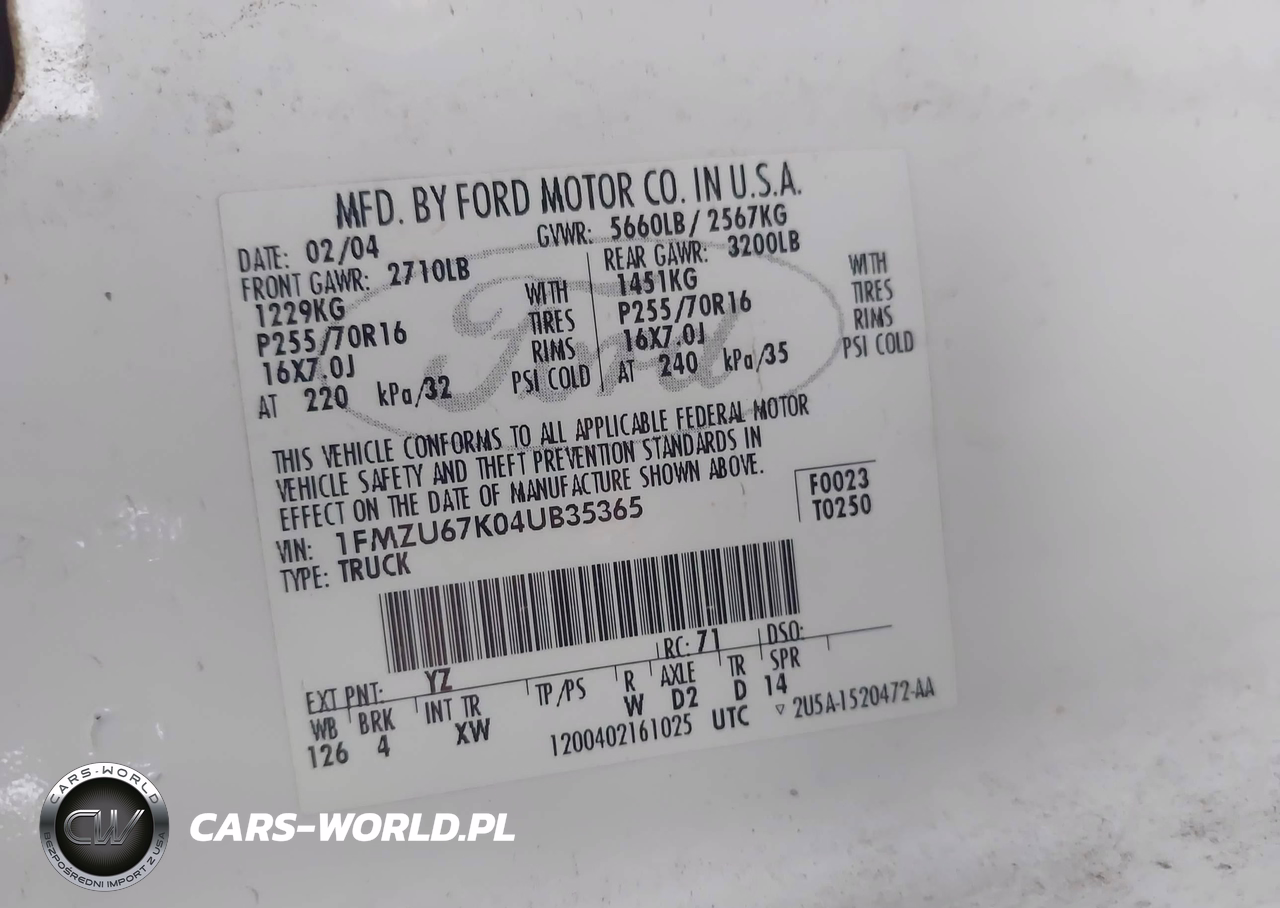 MFD. BY FORD MOTOR CO. IN U.S.A.
DATE: 02/04 GVWR: 5660LB / 2567KG
FRONT GAWR: 2710LB REAR GAWR: 3200LB
1229KG WITH 1451KG WITH
P255/70R16 TIRES P255/70R16 TIRES
16X7.0J RIMS 16X7.0J RIMS
AT 220 kPa/32 PSI COLD AT 240 kPa/35 PSI COLD
Ford
THIS VEHICLE CONFORMS TO ALL APPLICABLE FEDERAL MOTOR
VEHICLE SAFETY AND THEFT PREVENTION STANDARDS IN
EFFECT ON THE DATE OF MANUFACTURE SHOWN ABOVE.
F0023
T0250
VIN: 1FMZU67K04UB35365
TYPE: TRUCK
EXT PNT: YZ RC: 71 DSO:
WB BRK INT TR TP/PS R AXLE TR SPR
126 4 XW W D2 D 14
1200402161025 UTC ▽ 2U5A-1520472-AA
CARS-WORLD
CW
BEZPOŚREDNI IMPORT Z USA
CARS-WORLD.PL